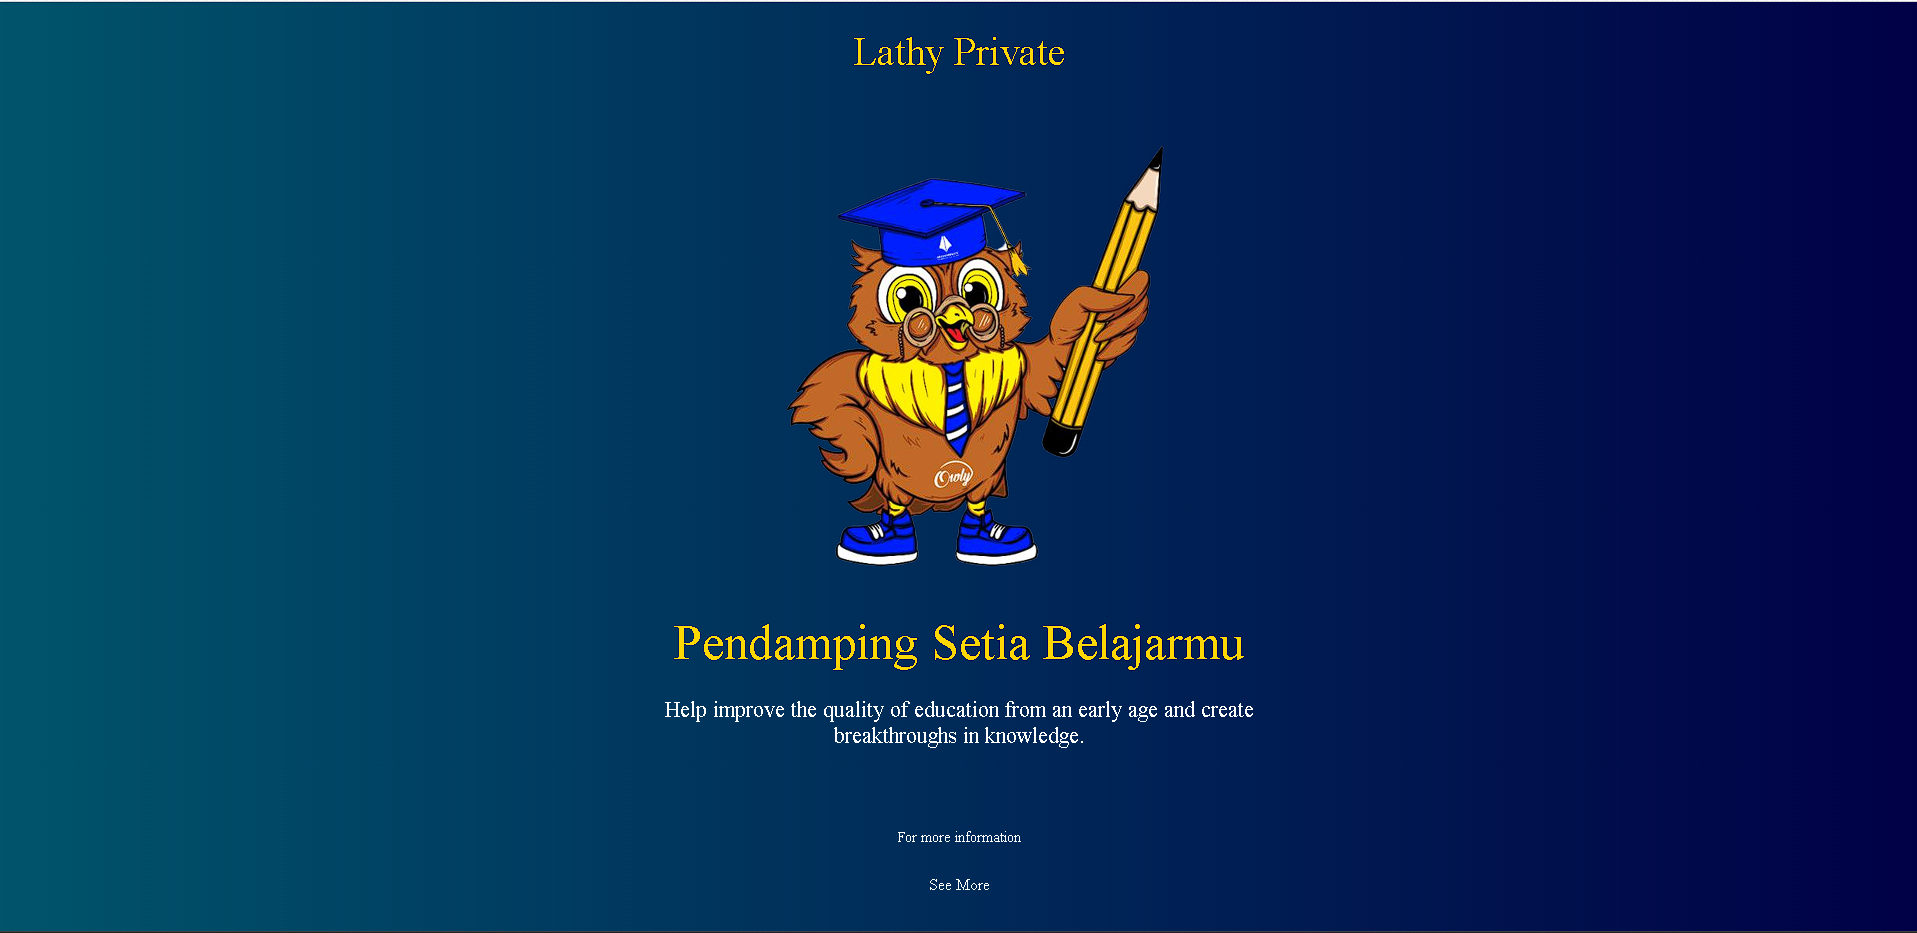 Lathy Private
Owly
Pendamping Setia Belajarmu
Help improve the quality of education from an early age and create
breakthroughs in knowledge.
For more information
See More